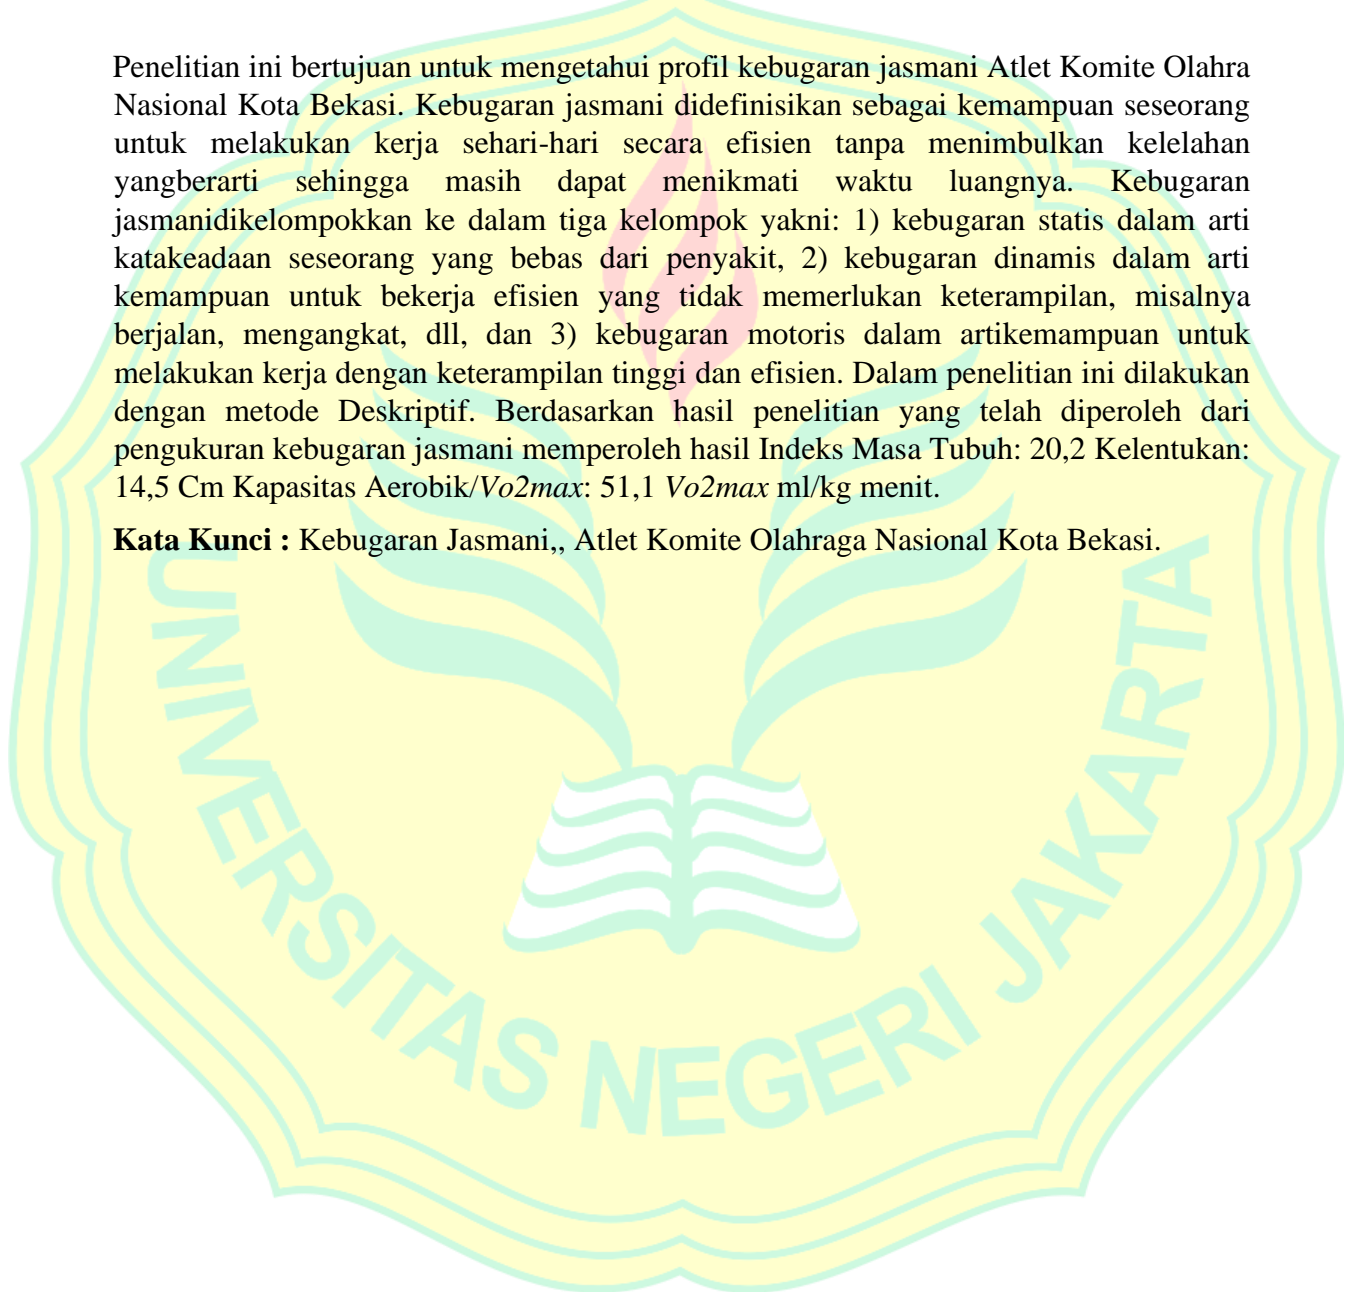 Penelitian ini bertujuan untuk mengetahui profil kebugaran jasmani Atlet Komite Olahra
Nasional Kota Bekasi. Kebugaran jasmani didefinisikan sebagai kemampuan seseorang
untuk melakukan kerja sehari-hari secara efisien tanpa menimbulkan kelelahan
yangberarti sehingga masih dapat menikmati waktu luangnya. Kebugaran
jasmanidikelompokkan ke dalam tiga kelompok yakni: 1) kebugaran statis dalam arti
katakeadaan seseorang yang bebas dari penyakit, 2) kebugaran dinamis dalam arti
kemampuan untuk bekerja efisien yang tidak memerlukan keterampilan, misalnya
berjalan, mengangkat, dll, dan 3) kebugaran motoris dalam artikemampuan untuk
melakukan kerja dengan keterampilan tinggi dan efisien. Dalam penelitian ini dilakukan
dengan metode Deskriptif. Berdasarkan hasil penelitian yang telah diperoleh dari
pengukuran kebugaran jasmani memperoleh hasil Indeks Masa Tubuh: 20,2 Kelentukan:
14,5 Cm Kapasitas Aerobik/Vo2max: 51,1 Vo2max ml/kg menit.
Kata Kunci : Kebugaran Jasmani,, Atlet Komite Olahraga Nasional Kota Bekasi.
UNIVERSITAS NEGERI JAKARTA